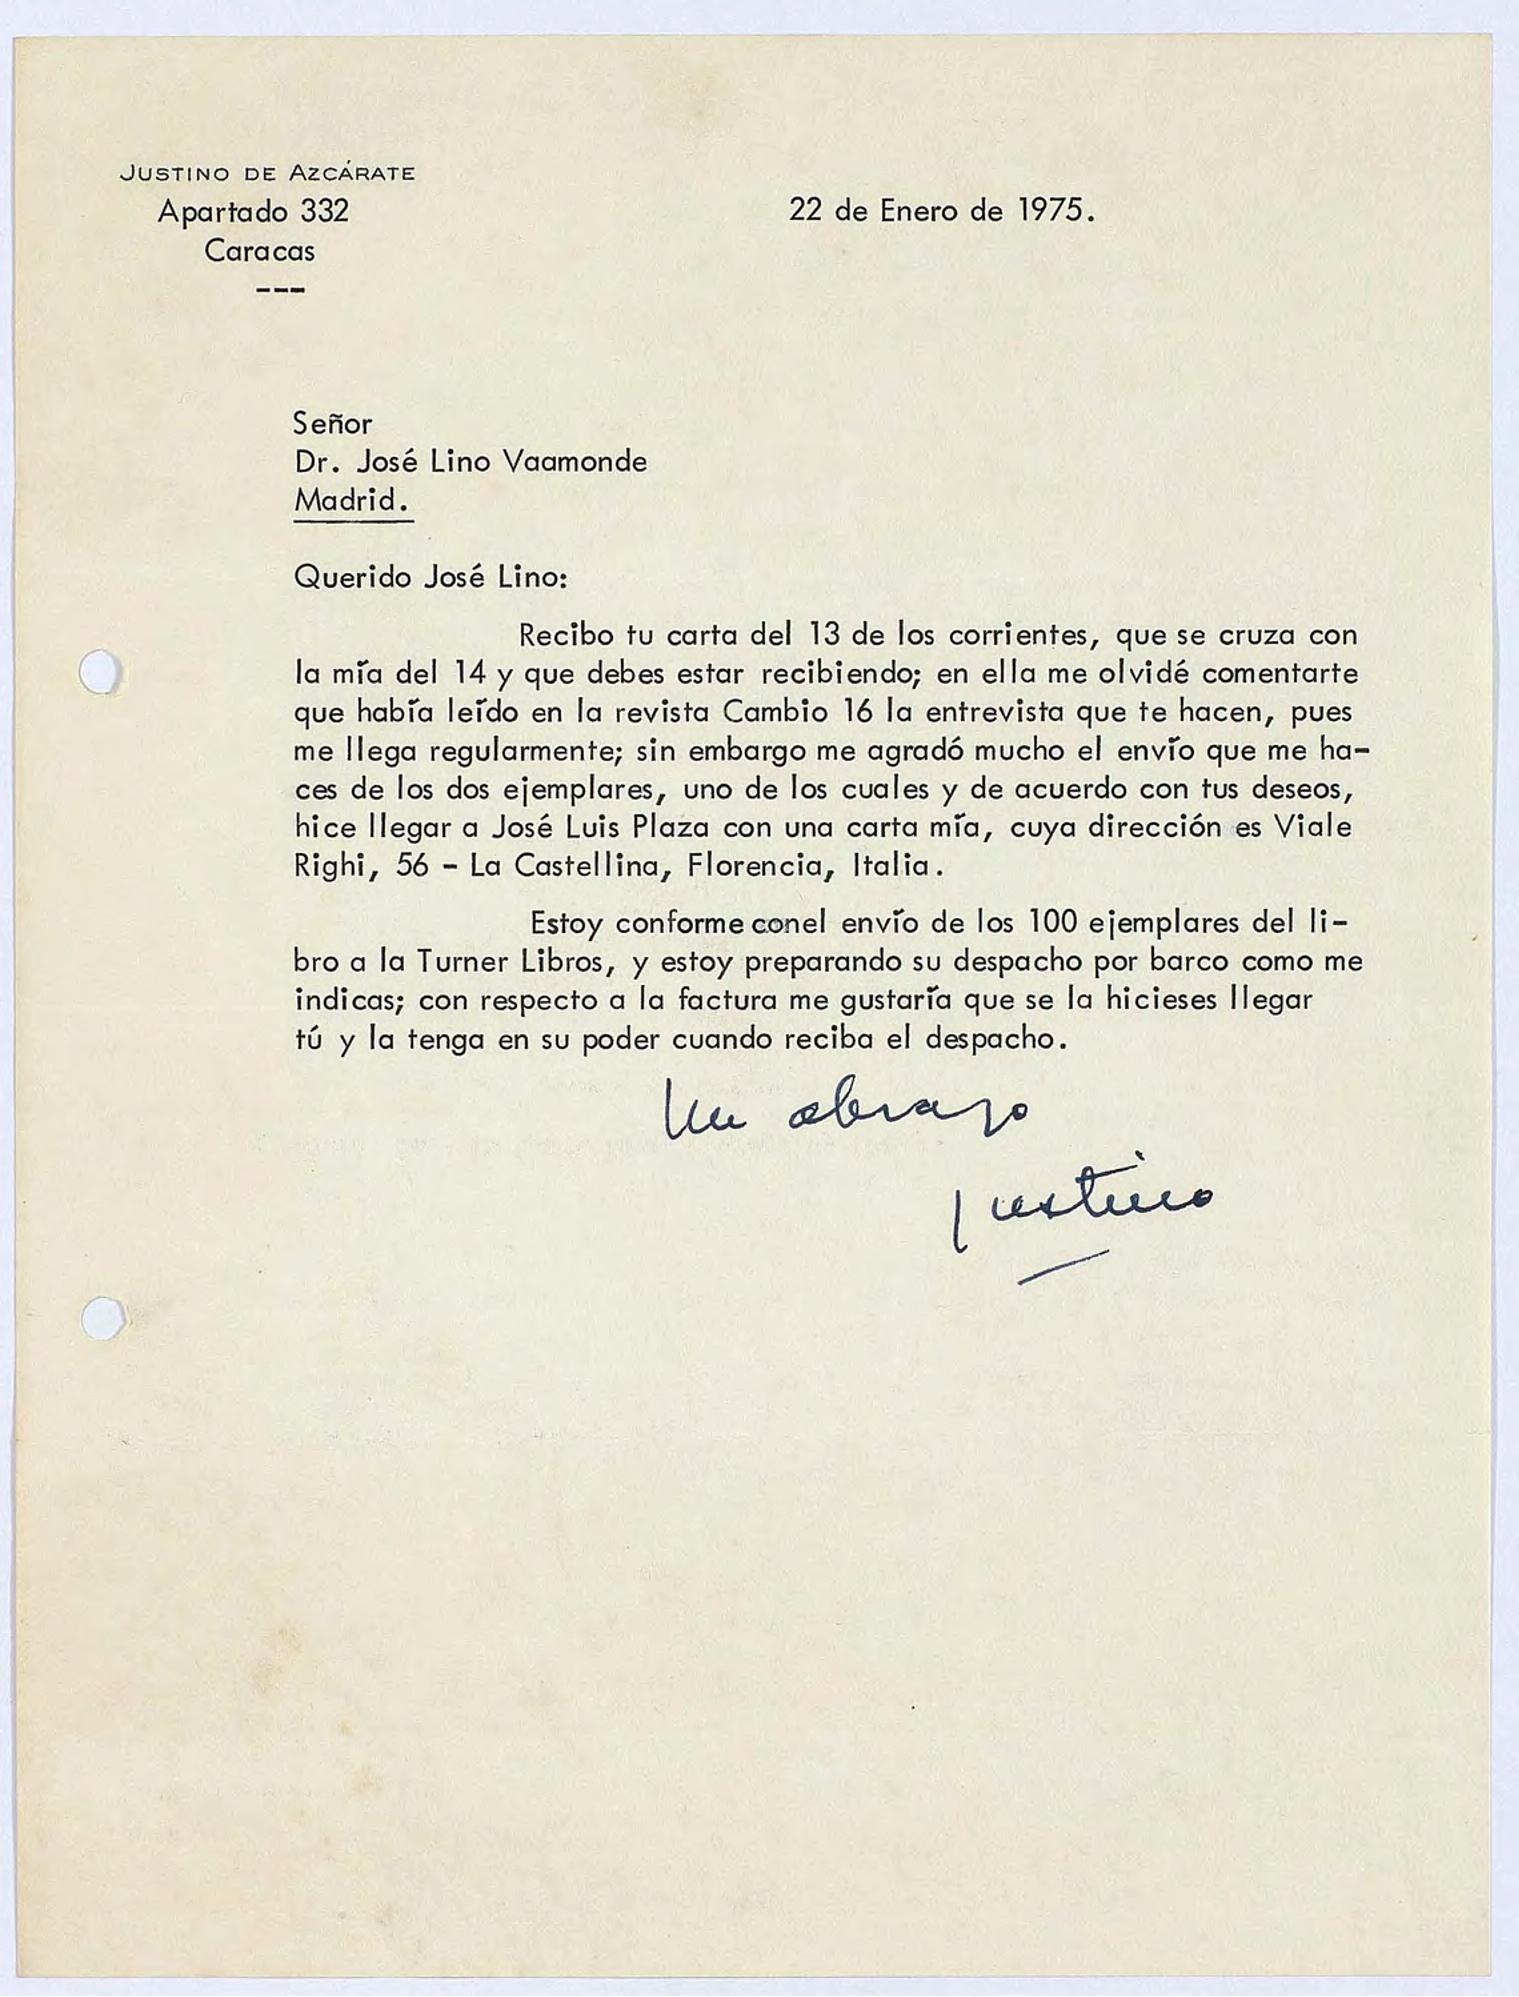 JUSTINO DE AZCÁRATE
Apartado 332
Caracas
---
22 de Enero de 1975.
Señor
Dr. José Lino Vaamonde
Madrid.
Querido José Lino:
Recibo tu carta del 13 de los corrientes, que se cruza con
la mía del 14 y que debes estar recibiendo; en ella me olvidé comentarte
que había leído en la revista Cambio 16 la entrevista que te hacen, pues
me llega regularmente; sin embargo me agradó mucho el envío que me ha-
ces de los dos ejemplares, uno de los cuales y de acuerdo con tus deseos,
hice llegar a José Luis Plaza con una carta mía, cuya dirección es Viale
Righi, 56 - La Castellina, Florencia, Italia.
Estoy conforme conel envío de los 100 ejemplares del li-
bro a la Turner Libros, y estoy preparando su despacho por barco como me
indicas; con respecto a la factura me gustaría que se la hicieses llegar
tú y la tenga en su poder cuando reciba el despacho.
Un abrazo
Justino